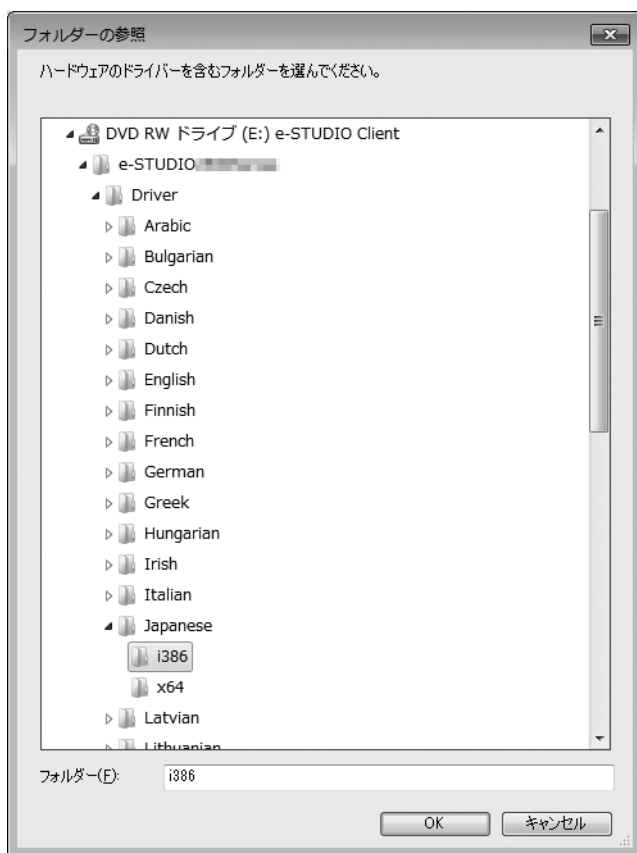 フォルダーの参照
ハードウェアのドライバーを含むフォルダーを選んでください。
DVD RW ドライブ (E:) e-STUDIO Client
e-STUDIO
Driver
Arabic
Bulgarian
Czech
Danish
Dutch
English
Finnish
French
German
Greek
Hungarian
Irish
Italian
Japanese
i386
x64
Latvian
Lithuanian
フォルダー(F): i386
OK キャンセル